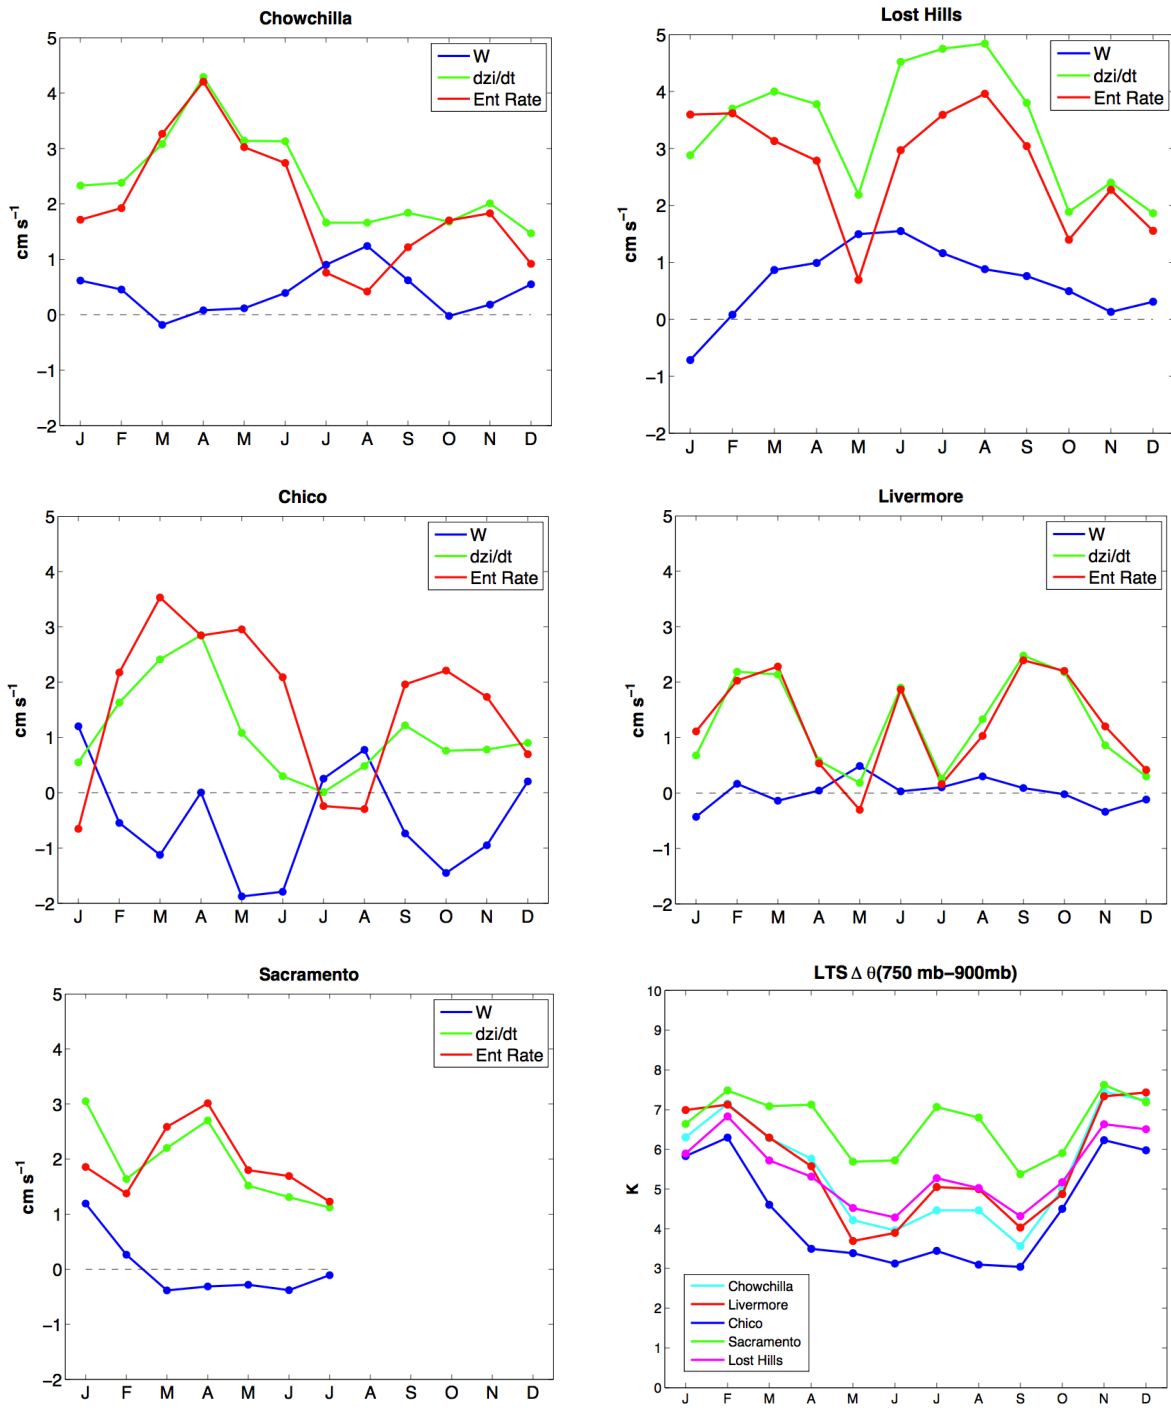 Chowchilla
5
4
3
2
1
0
−1
−2
cm s⁻¹
W
dzi/dt
Ent Rate
J F M A M J J A S O N D
Lost Hills
5
4
3
2
1
0
−1
−2
cm s⁻¹
W
dzi/dt
Ent Rate
J F M A M J J A S O N D
Chico
5
4
3
2
1
0
−1
−2
cm s⁻¹
W
dzi/dt
Ent Rate
J F M A M J J A S O N D
Livermore
5
4
3
2
1
0
−1
−2
cm s⁻¹
W
dzi/dt
Ent Rate
J F M A M J J A S O N D
Sacramento
5
4
3
2
1
0
−1
−2
cm s⁻¹
W
dzi/dt
Ent Rate
J F M A M J J A S O N D
LTS Δ θ(750 mb−900mb)
10
9
8
7
6
5
4
3
2
1
0
K
Chowchilla
Livermore
Chico
Sacramento
Lost Hills
J F M A M J J A S O N D